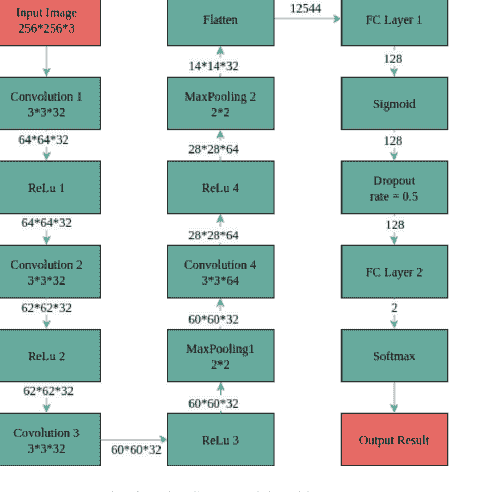 Input Image
256*256*3
Convolution 1
3*3*32
64*64*32
ReLu 1
64*64*32
Convolution 2
3*3*32
62*62*32
ReLu 2
62*62*32
Covolution 3
3*3*32
60*60*32
ReLu 3
60*60*32
MaxPooling1
2*2
60*60*32
Convolution 4
3*3*64
28*28*64
ReLu 4
28*28*64
MaxPooling 2
2*2
14*14*32
Flatten
12544
FC Layer 1
128
Sigmoid
128
Dropout
rate = 0.5
128
FC Layer 2
2
Softmax
Output Result